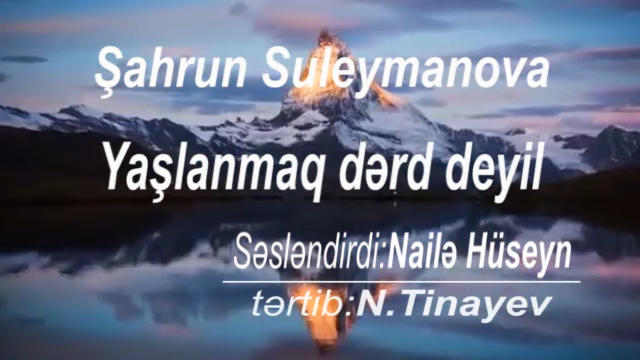 Şahrun Suleymanova
Yaşlanmaq dərd deyil
Səsləndirdi:Nailə Hüseyn
tərtib:N.Tinayev